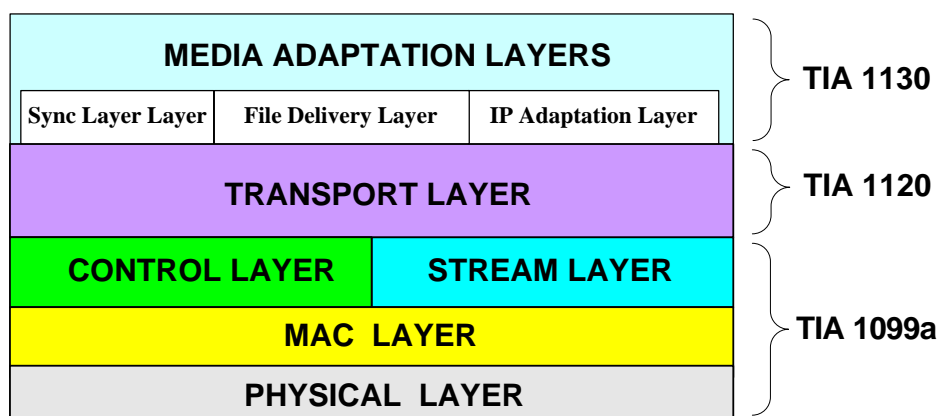 MEDIA ADAPTATION LAYERS
TIA 1130
Sync Layer Layer
File Delivery Layer
IP Adaptation Layer
TRANSPORT LAYER
TIA 1120
CONTROL LAYER
STREAM LAYER
MAC LAYER
TIA 1099a
PHYSICAL LAYER